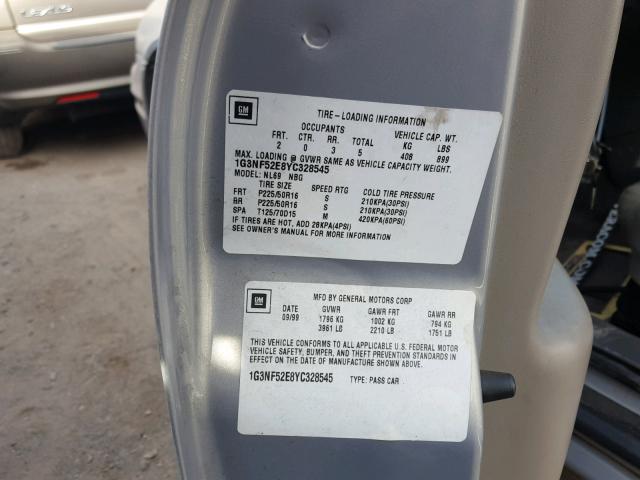 GM
TIRE-LOADING INFORMATION
OCCUPANTS VEHICLE CAP. WT.
FRT. CTR. RR. TOTAL KG LBS
2 0 3 5 408 899
MAX. LOADING @ GVWR SAME AS VEHICLE CAPACITY WEIGHT.
1G3NF52E8YC328545
MODEL: NL69 NBG
TIRE SIZE SPEED RTG COLD TIRE PRESSURE
FRT P225/50R16 S 210KPA(30PSI)
RR P225/50R16 S 210KPA(30PSI)
SPA T125/70D15 M 420KPA(60PSI)
IF TIRES ARE HOT, ADD 28KPA(4PSI)
SEE OWNER'S MANUAL FOR MORE INFORMATION
GM
MFD BY GENERAL MOTORS CORP
DATE GVWR GAWR FRT GAWR RR
09/99 1796 KG 1002 KG 794 KG
3961 LB 2210 LB 1751 LB
THIS VEHICLE CONFORMS TO ALL APPLICABLE U.S. FEDERAL MOTOR
VEHICLE SAFETY, BUMPER, AND THEFT PREVENTION STANDARDS IN
EFFECT ON THE DATE OF MANUFACTURE SHOWN ABOVE.
1G3NF52E8YC328545 TYPE: PASS CAR